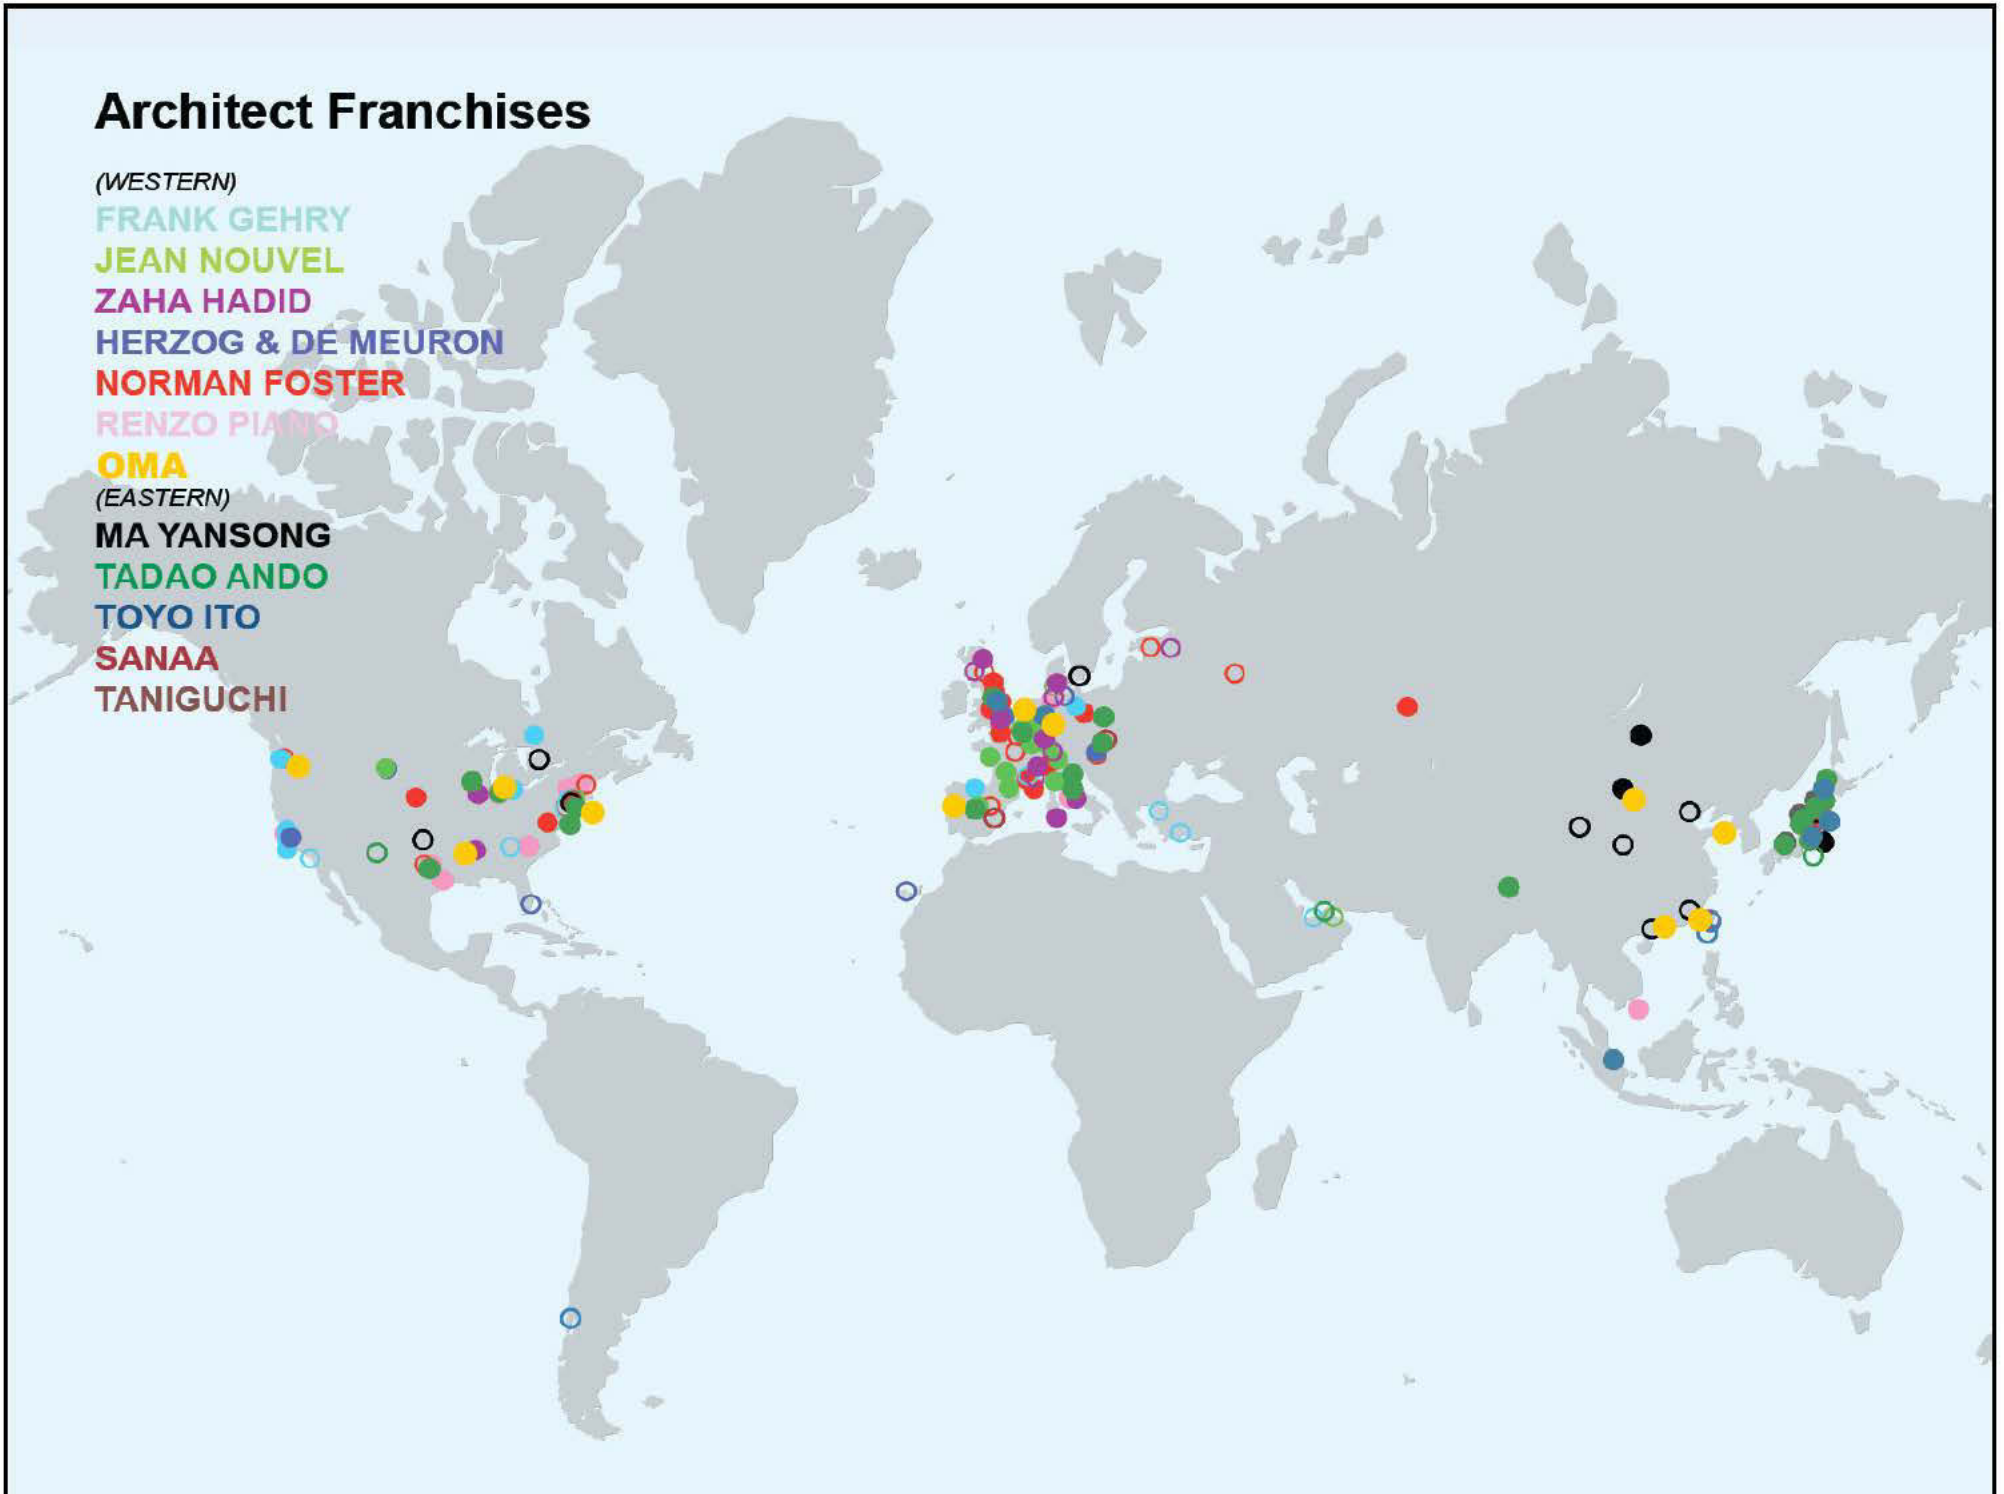 Architect Franchises
(WESTERN)
FRANK GEHRY
JEAN NOUVEL
ZAHA HADID
HERZOG & DE MEURON
NORMAN FOSTER
RENZO PIANO
OMA
(EASTERN)
MA YANSONG
TADAO ANDO
TOYO ITO
SANAA
TANIGUCHI